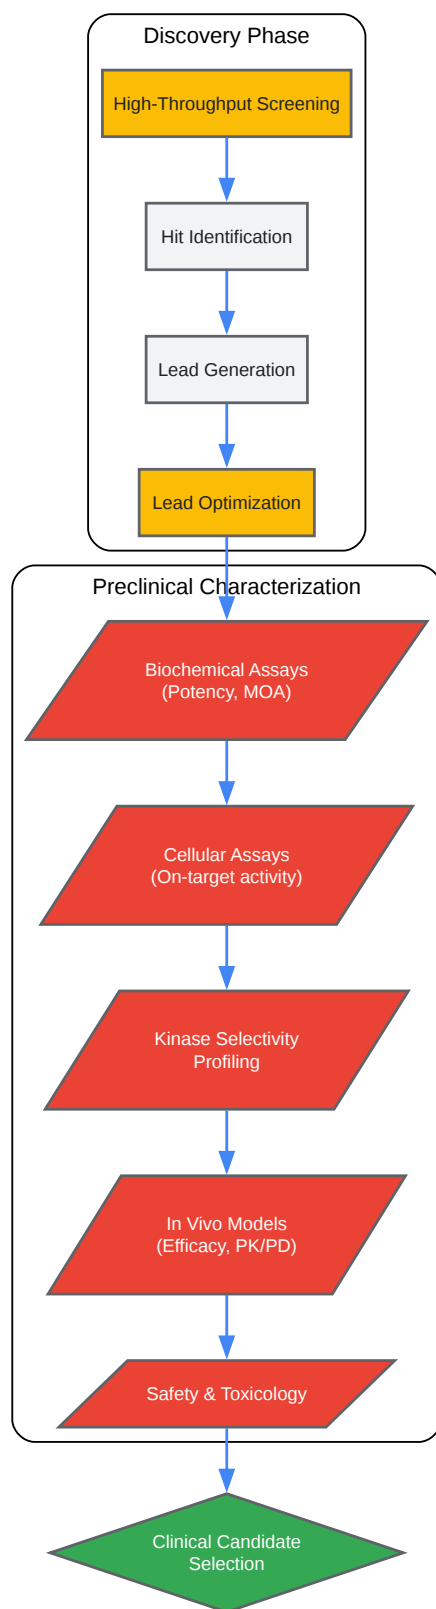 Discovery Phase
High-Throughput Screening
Hit Identification
Lead Generation
Lead Optimization
Preclinical Characterization
Biochemical Assays
(Potency, MOA)
Cellular Assays
(On-target activity)
Kinase Selectivity
Profiling
In Vivo Models
(Efficacy, PK/PD)
Safety & Toxicology
Clinical Candidate
Selection